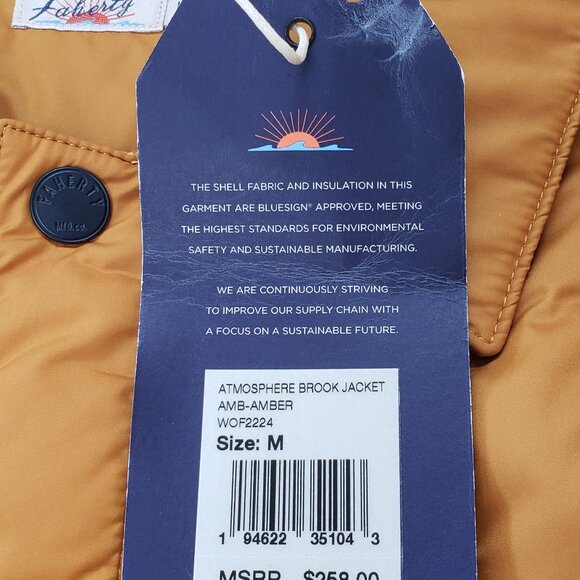 Faherty
FAHERTY
MFG.CO.
THE SHELL FABRIC AND INSULATION IN THIS
GARMENT ARE BLUESIGN® APPROVED, MEETING
THE HIGHEST STANDARDS FOR ENVIRONMENTAL
SAFETY AND SUSTAINABLE MANUFACTURING.
WE ARE CONTINUOUSLY STRIVING
TO IMPROVE OUR SUPPLY CHAIN WITH
A FOCUS ON A SUSTAINABLE FUTURE.
ATMOSPHERE BROOK JACKET
AMB-AMBER
WOF2224
Size: M
1 94622 35104 3
MSRP $258.00